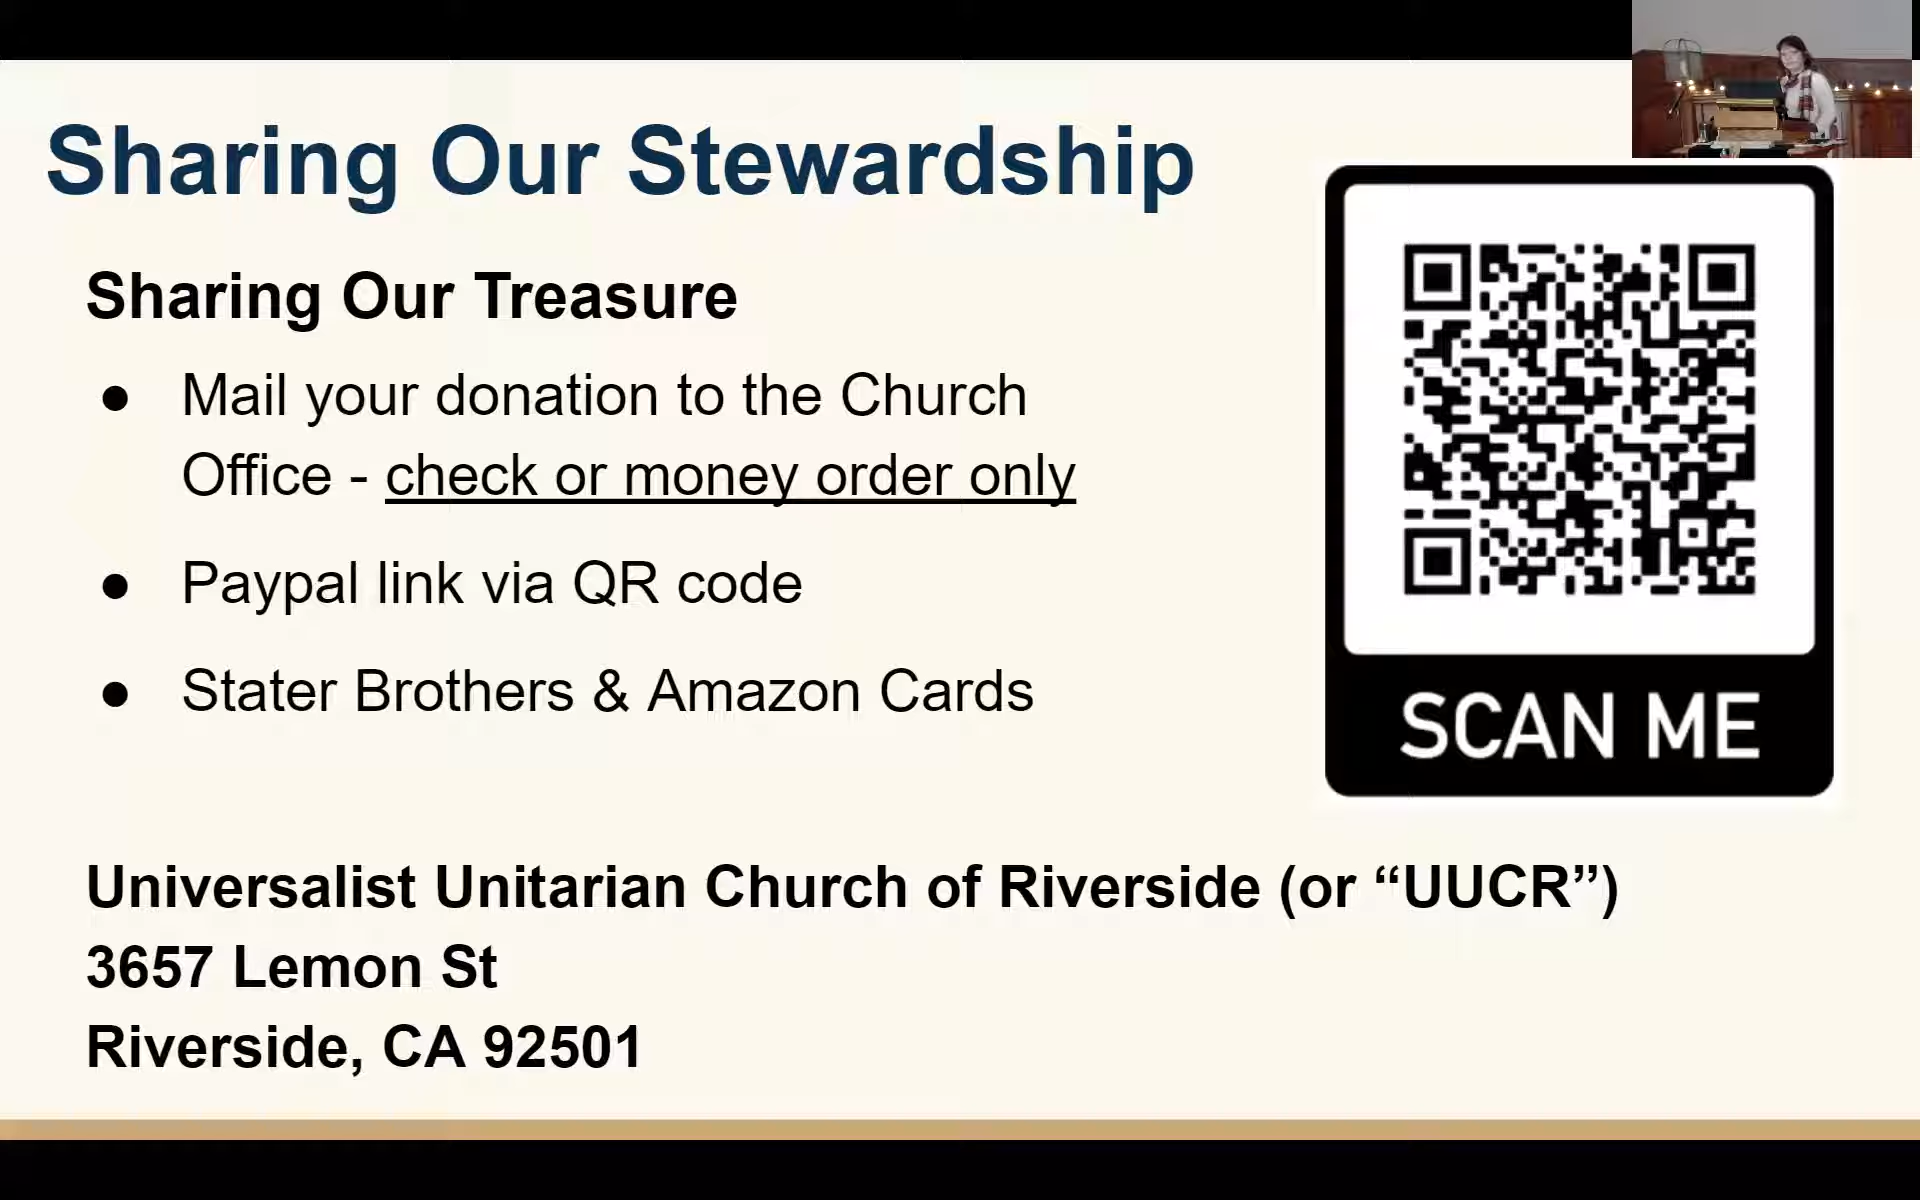 Sharing Our Stewardship
Sharing Our Treasure
● Mail your donation to the Church
Office - check or money order only
● Paypal link via QR code
● Stater Brothers & Amazon Cards
SCAN ME
Universalist Unitarian Church of Riverside (or “UUCR”)
3657 Lemon St
Riverside, CA 92501